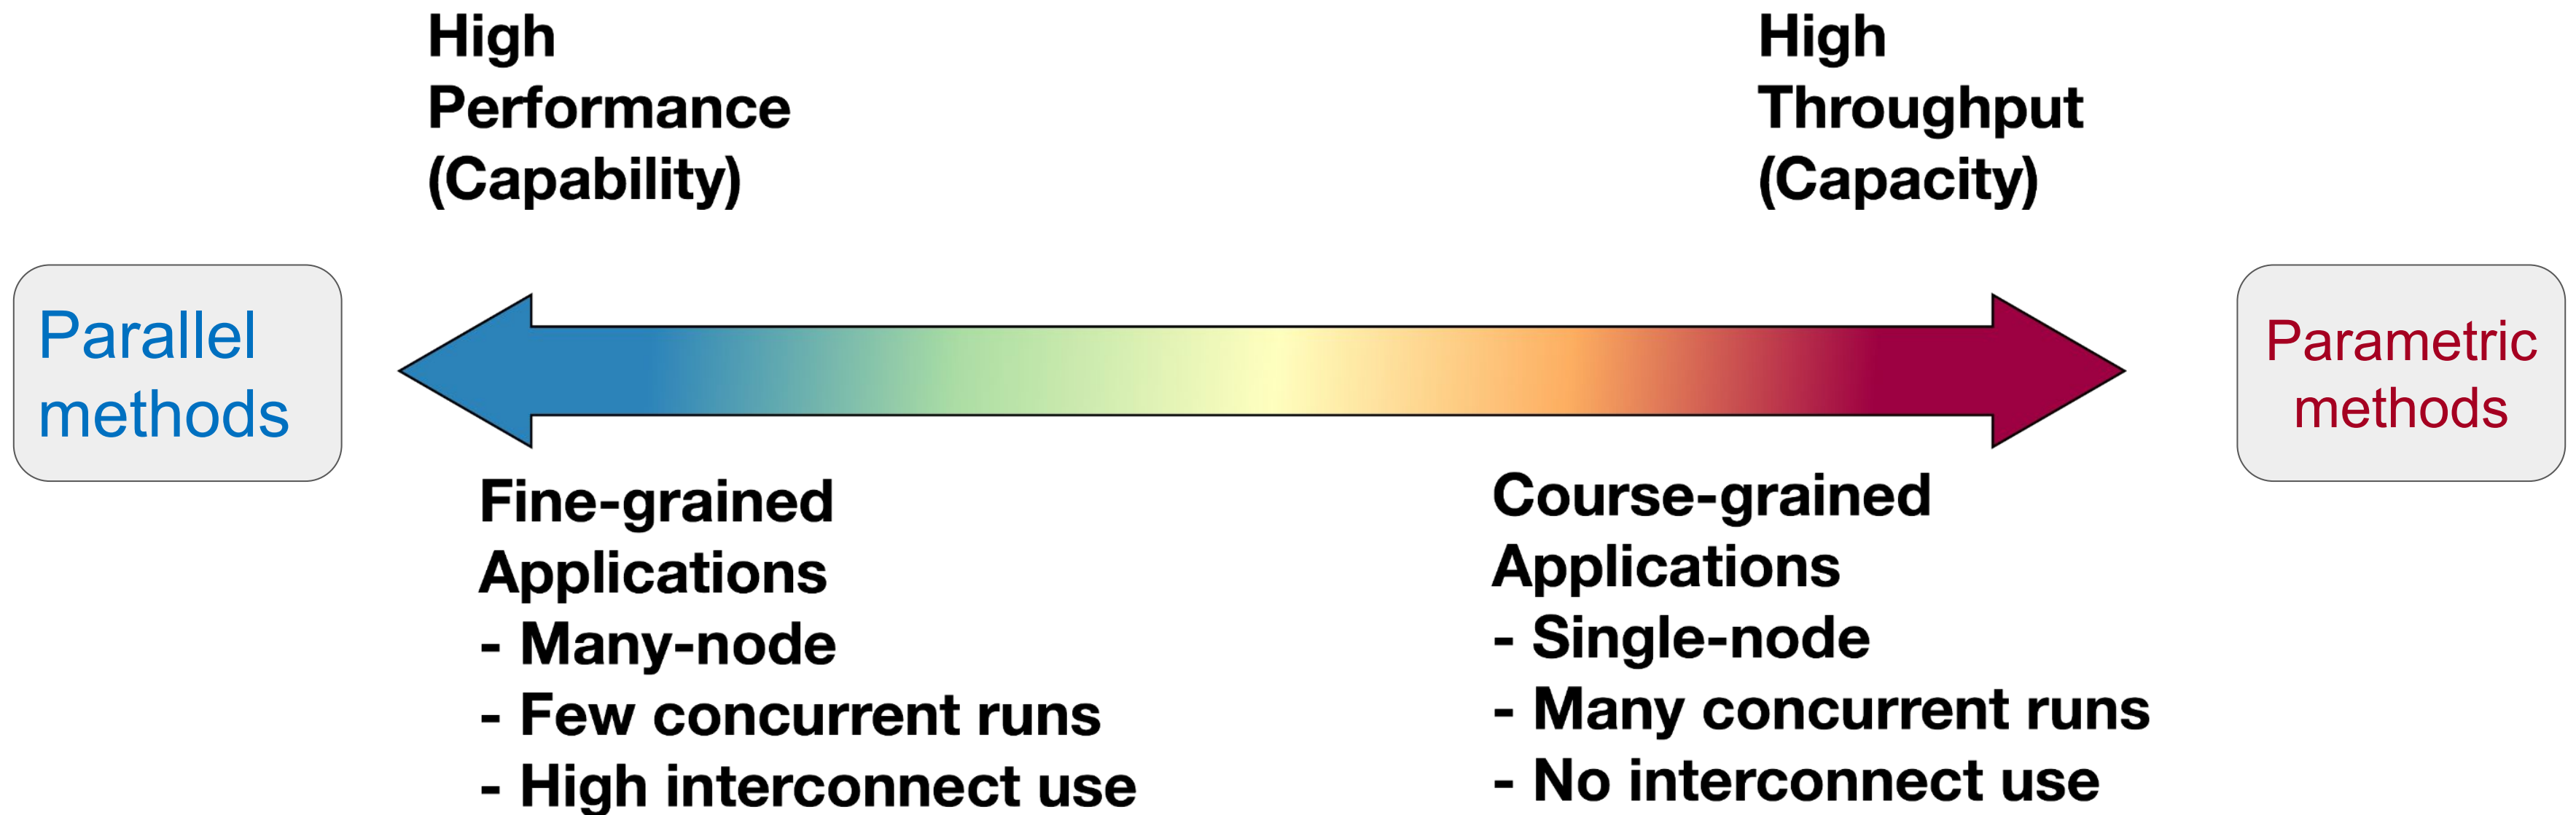 High
Performance
(Capability)
High
Throughput
(Capacity)
Parallel
methods
Parametric
methods
Fine-grained
Applications
- Many-node
- Few concurrent runs
- High interconnect use
Course-grained
Applications
- Single-node
- Many concurrent runs
- No interconnect use